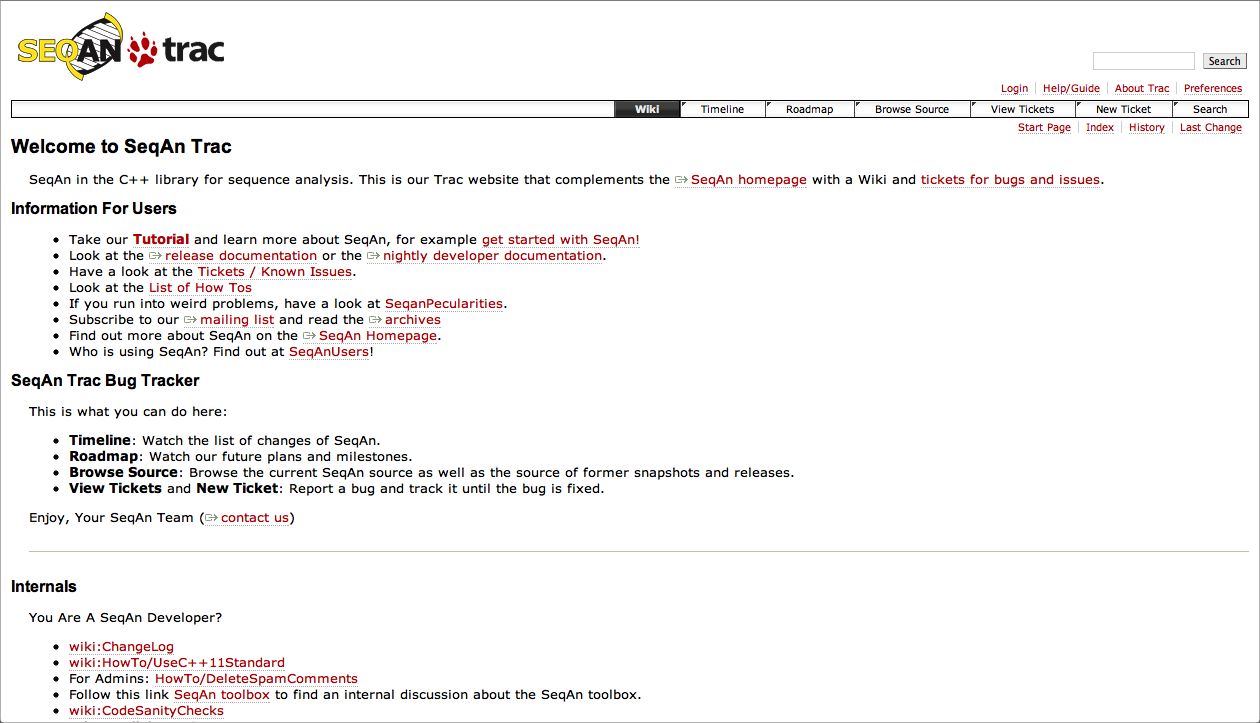 SEQAN trac
Search
Login Help/Guide About Trac Preferences
Wiki Timeline Roadmap Browse Source View Tickets New Ticket Search
Start Page Index History Last Change
Welcome to SeqAn Trac
SeqAn in the C++ library for sequence analysis. This is our Trac website that complements the SeqAn homepage with a Wiki and tickets for bugs and issues.
Information For Users
• Take our Tutorial and learn more about SeqAn, for example get started with SeqAn!
• Look at the release documentation or the nightly developer documentation.
• Have a look at the Tickets / Known Issues.
• Look at the List of How Tos
• If you run into weird problems, have a look at SeqanPecularities.
• Subscribe to our mailing list and read the archives
• Find out more about SeqAn on the SeqAn Homepage.
• Who is using SeqAn? Find out at SeqAnUsers!
SeqAn Trac Bug Tracker
This is what you can do here:
• Timeline: Watch the list of changes of SeqAn.
• Roadmap: Watch our future plans and milestones.
• Browse Source: Browse the current SeqAn source as well as the source of former snapshots and releases.
• View Tickets and New Ticket: Report a bug and track it until the bug is fixed.
Enjoy, Your SeqAn Team (contact us)
Internals
You Are A SeqAn Developer?
• wiki:ChangeLog
• wiki:HowTo/UseC++11Standard
• For Admins: HowTo/DeleteSpamComments
• Follow this link SeqAn toolbox to find an internal discussion about the SeqAn toolbox.
• wiki:CodeSanityChecks